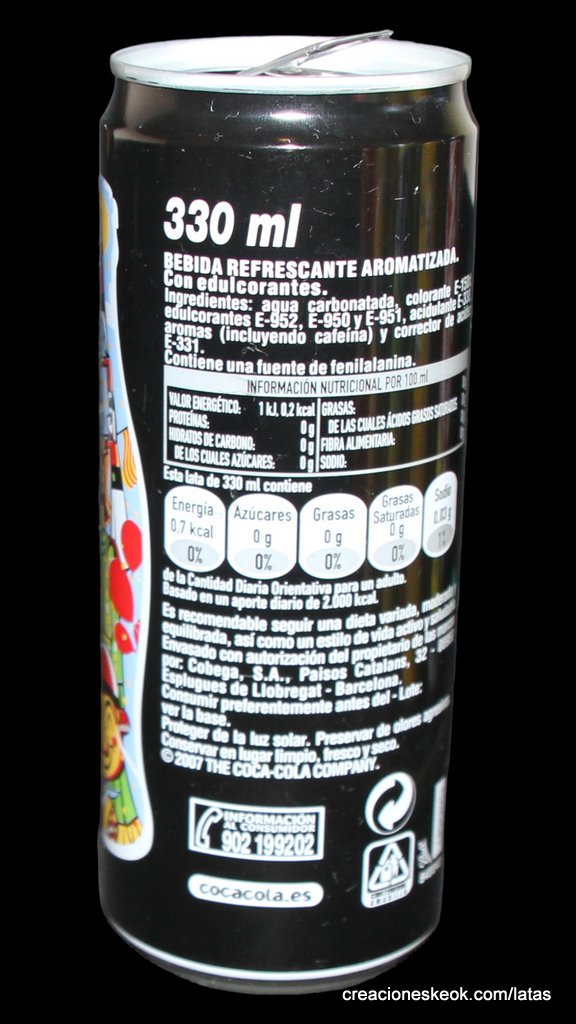 330 ml
BEBIDA REFRESCANTE AROMATIZADA.
Con edulcorantes.
Ingredientes: agua carbonatada, colorante
edulcorantes E-952, E-950 y E-951, acidulante
aromas (incluyendo cafeína) y corrector de
E-331.
Contiene una fuente de fenilalanina.
INFORMACIÓN NUTRICIONAL POR 100 ml
VALOR ENERGÉTICO: 1 kJ, 0,2 kcal
PROTEÍNAS: 0 g
HIDRATOS DE CARBONO: 0 g
DE LOS CUALES AZÚCARES: 0 g
GRASAS:
DE LAS CUALES ÁCIDOS GRASOS SATURADOS:
FIBRA ALIMENTARIA:
SODIO:
Esta lata de 330 ml contiene
Energía
0.7 kcal
0%
Azúcares
0 g
0%
Grasas
0 g
0%
Grasas
Saturadas
0 g
0%
Sodio
0,03 g
1%
de la Cantidad Diaria Orientativa para un adulto.
Basado en un aporte diario de 2.000 kcal.
Es recomendable seguir una dieta variada, moderada
equilibrada, así como un estilo de vida activo y
Envasado con autorización del propietario de las
por: Cobega, S.A., Paisos Catalans, 32 -
Esplugues de Llobregat - Barcelona.
Consumir preferentemente antes del - Lote:
ver la base.
Proteger de la luz solar. Preservar de olores
Conservar en lugar limpio, fresco y seco.
© 2007 THE COCA-COLA COMPANY.
INFORMACIÓN
AL CONSUMIDOR
902 199202
cocacola.es
creacioneskeok.com/latas